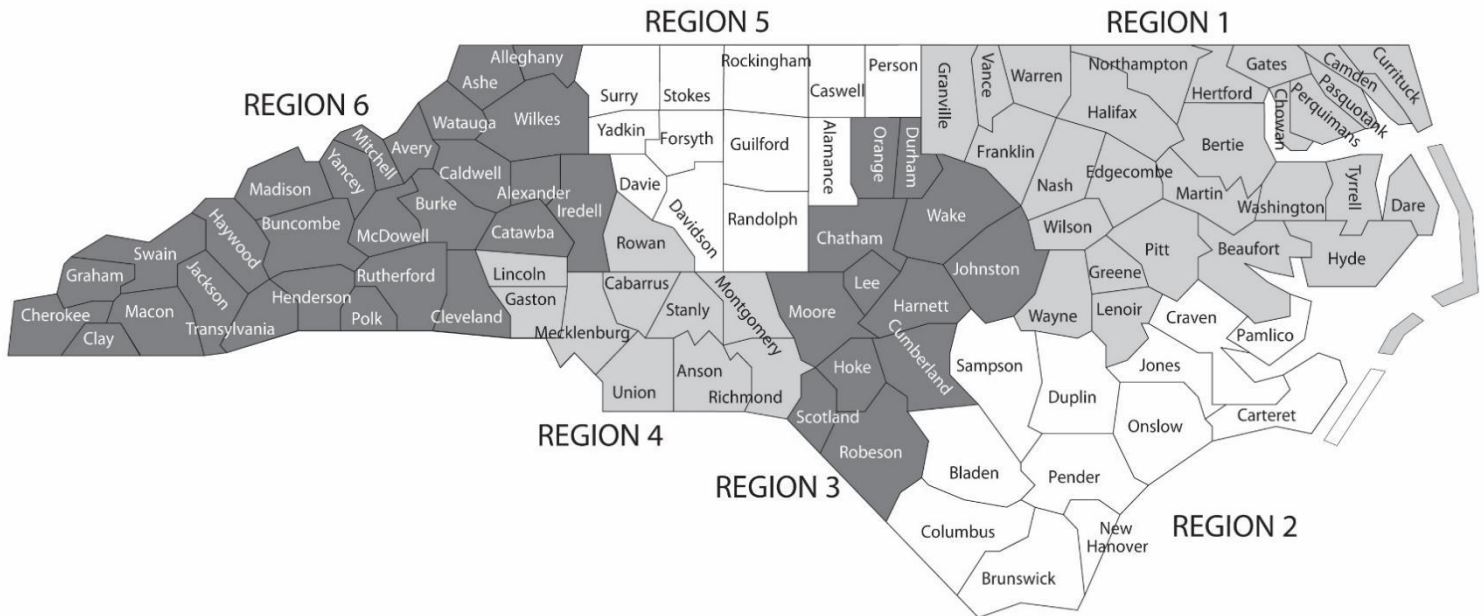 REGION 5
REGION 1
REGION 6
REGION 4
REGION 3
REGION 2
Alleghany
Ashe
Watauga
Wilkes
Mitchell
Avery
Yancey
Caldwell
Alexander
Madison
Burke
Iredell
Buncombe
McDowell
Catawba
Haywood
Swain
Graham
Jackson
Rutherford
Henderson
Cherokee
Macon
Transylvania
Polk
Cleveland
Clay
Surry
Stokes
Rockingham
Caswell
Person
Yadkin
Forsyth
Guilford
Alamance
Davie
Davidson
Randolph
Orange
Durham
Wake
Chatham
Lee
Johnston
Moore
Harnett
Cumberland
Hoke
Scotland
Robeson
Rowan
Lincoln
Gaston
Cabarrus
Stanly
Montgomery
Mecklenburg
Union
Anson
Richmond
Granville
Vance
Warren
Northampton
Gates
Camden
Currituck
Pasquotank
Perquimans
Chowan
Hertford
Halifax
Bertie
Franklin
Nash
Edgecombe
Martin
Washington
Tyrrell
Dare
Wilson
Pitt
Beaufort
Hyde
Greene
Wayne
Lenoir
Craven
Pamlico
Jones
Sampson
Duplin
Onslow
Carteret
Bladen
Pender
Columbus
New
Hanover
Brunswick